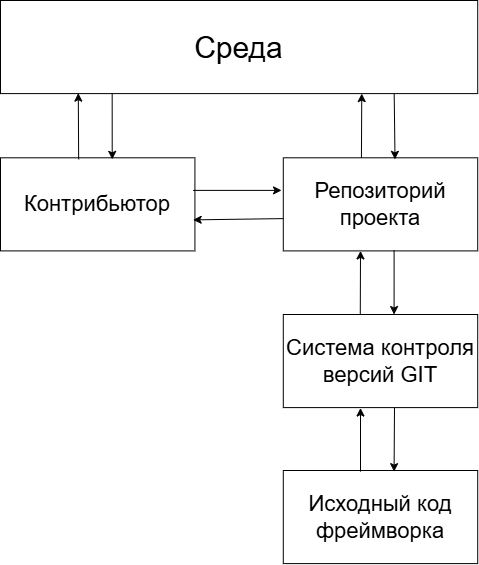 Среда
Контрибьютор
Репозиторий
проекта
Система контроля
версий GIT
Исходный код
фреймворка